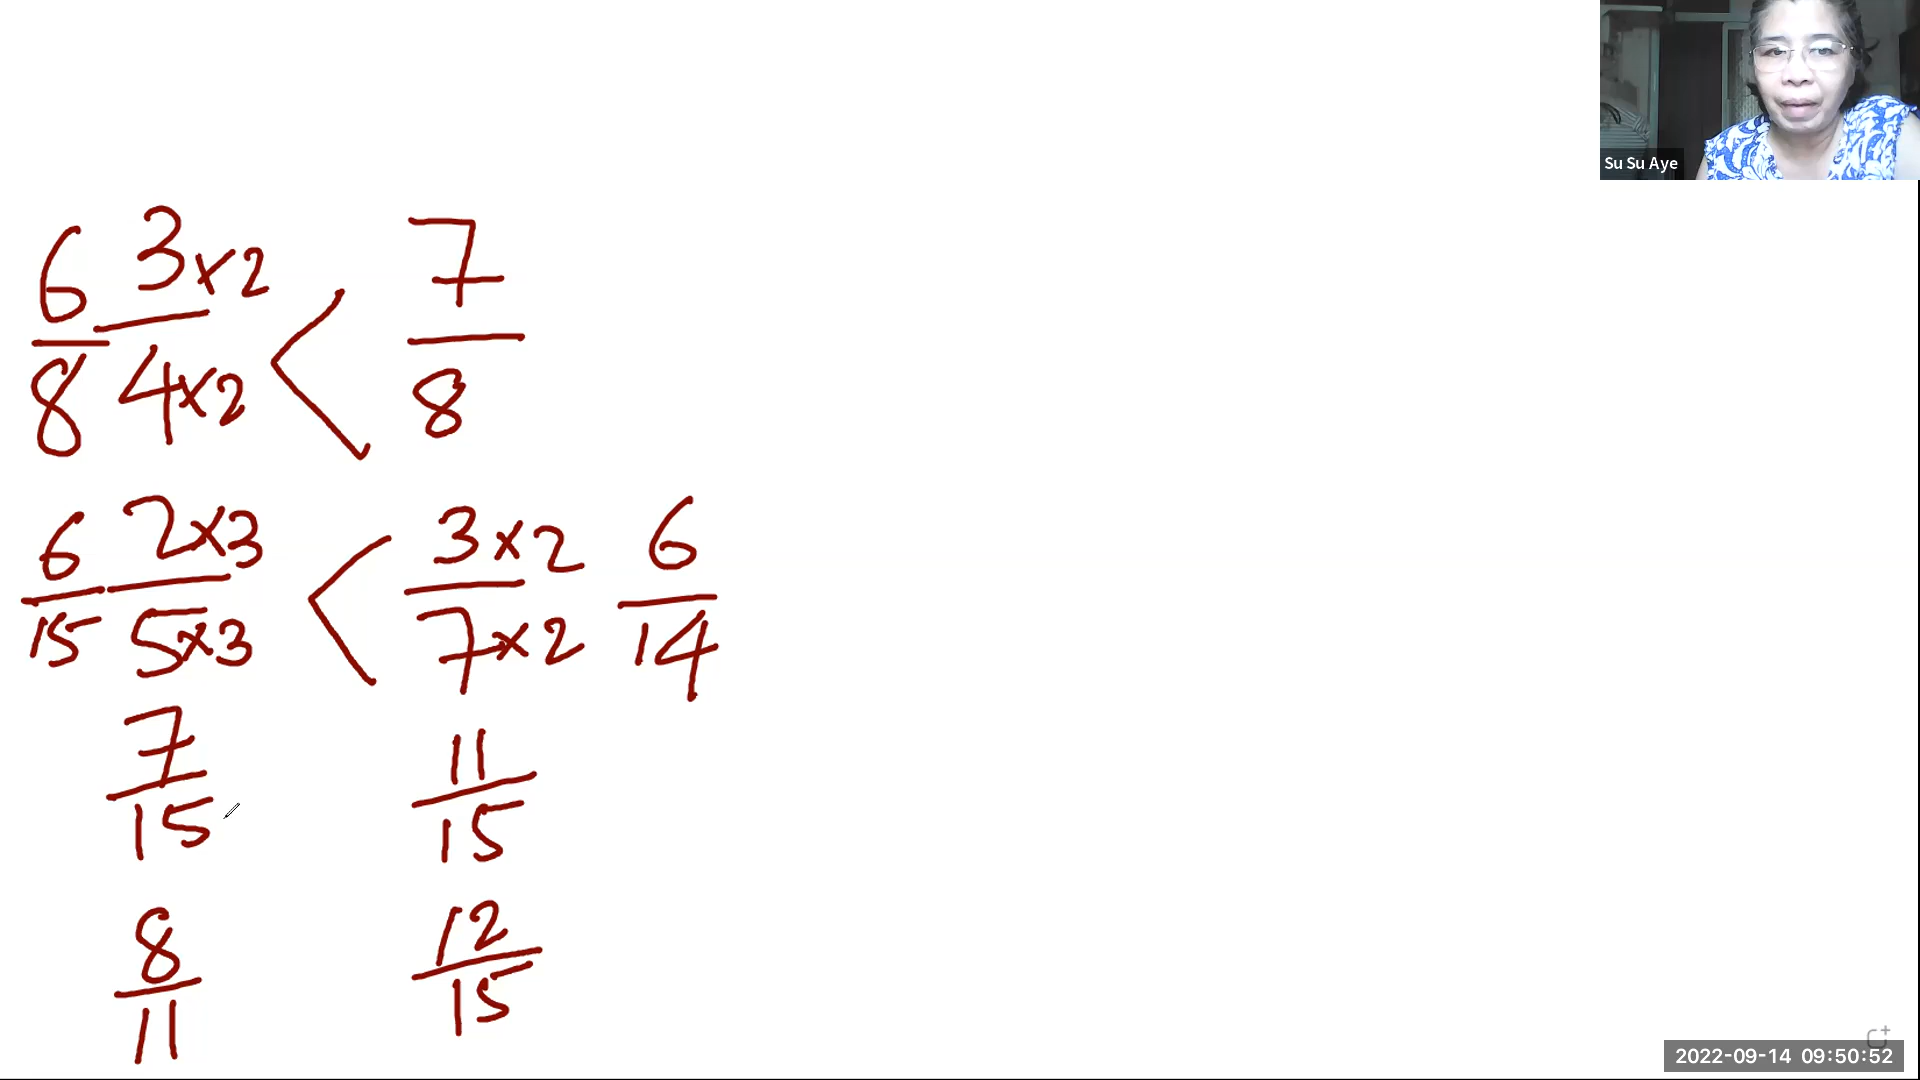 Su Su Aye
6/8 3×2/4×2 < 7/8
6/15 2×3/5×3 < 3×2/7×2 6/14
7/15 11/15
8/11 12/15
2022-09-14 09:50:52